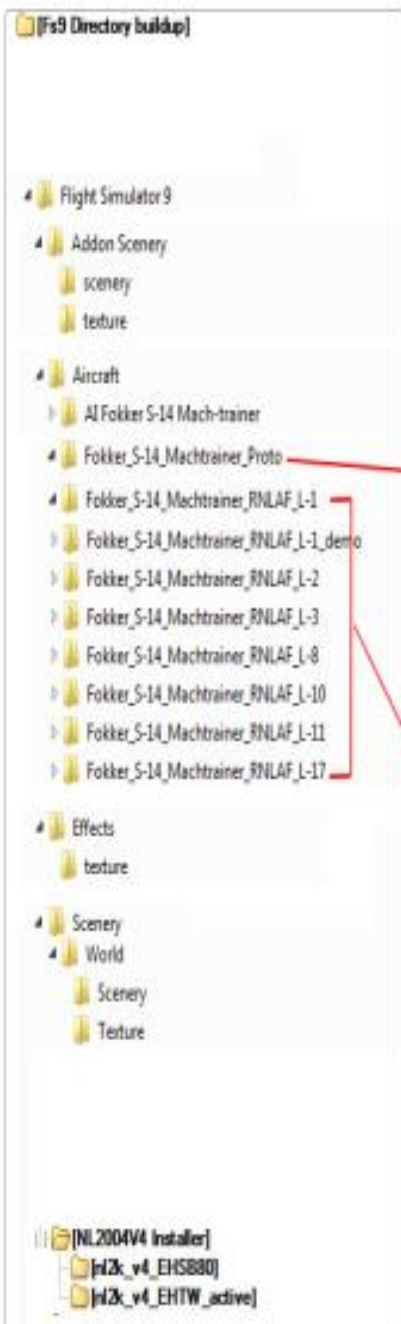 [Fs9 Directory buildup]
Flight Simulator 9
Addon Scenery
scenery
texture
Aircraft
AI Fokker S-14 Mach-trainer
Fokker_S-14_Machtrainer_Proto
Fokker_S-14_Machtrainer_RNLAF_L-1
Fokker_S-14_Machtrainer_RNLAF_L-1_demo
Fokker_S-14_Machtrainer_RNLAF_L-2
Fokker_S-14_Machtrainer_RNLAF_L-3
Fokker_S-14_Machtrainer_RNLAF_L-8
Fokker_S-14_Machtrainer_RNLAF_L-10
Fokker_S-14_Machtrainer_RNLAF_L-11
Fokker_S-14_Machtrainer_RNLAF_L-17
Effects
texture
Scenery
World
Scenery
Texture
[NL2004V4 Installer]
[nl2k_v4_EHSB80]
[nl2k_v4_EHTW_active]